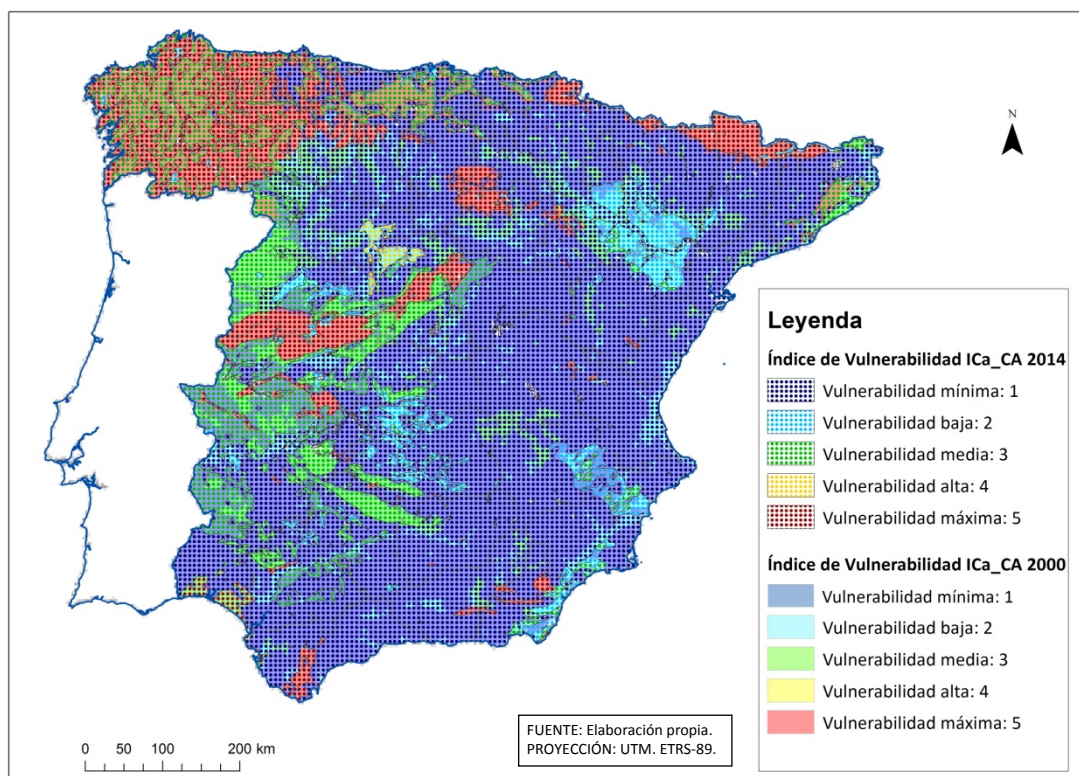 N
Leyenda
Índice de Vulnerabilidad ICa_CA 2014
Vulnerabilidad mínima: 1
Vulnerabilidad baja: 2
Vulnerabilidad media: 3
Vulnerabilidad alta: 4
Vulnerabilidad máxima: 5
Índice de Vulnerabilidad ICa_CA 2000
Vulnerabilidad mínima: 1
Vulnerabilidad baja: 2
Vulnerabilidad media: 3
Vulnerabilidad alta: 4
Vulnerabilidad máxima: 5
FUENTE: Elaboración propia.
PROYECCIÓN: UTM. ETRS-89.
0 50 100 200 km